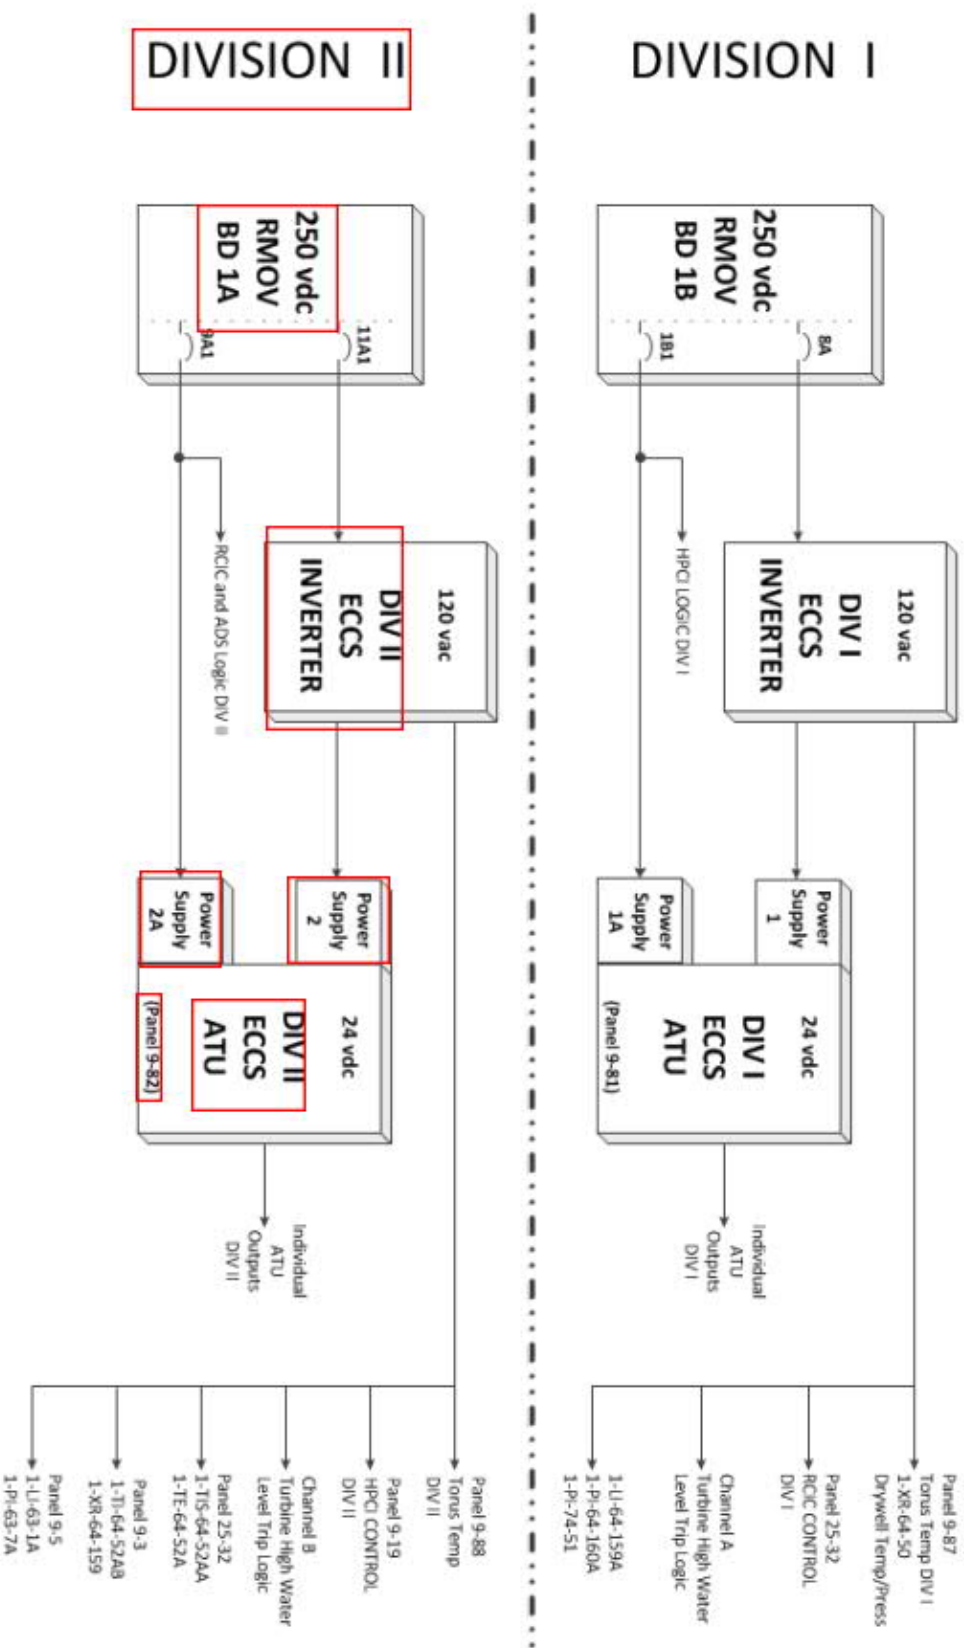 DIVISION II
DIVISION I
250 vdc
RMOV
BD 1A
11A1
9A1
RCIC and ADS Logic DIV II
120 vac
DIV II
ECCS
INVERTER
Power
Supply
2
Power
Supply
2A
24 vdc
DIV II
ECCS
ATU
(Panel 9-82)
Individual
ATU
Outputs
DIV II
Panel 9-88
Torus Temp
DIV II
Panel 9-19
HPCI CONTROL
DIV II
Channel B
Turbine High Water
Level Trip Logic
Panel 25-32
1-TIS-64-52AA
1-TE-64-52A
Panel 9-3
1-TI-64-52AB
1-XR-64-159
Panel 9-5
1-LI-63-1A
1-PI-63-7A
250 vdc
RMOV
BD 1B
8A
1B1
HPCI LOGIC DIV I
120 vac
DIV I
ECCS
INVERTER
Power
Supply
1
Power
Supply
1A
24 vdc
DIV I
ECCS
ATU
(Panel 9-81)
Individual
ATU
Outputs
DIV I
Panel 9-87
Torus Temp DIV I
1-XR-64-50
Drywell Temp/Press
Panel 25-32
RCIC CONTROL
DIV I
Channel A
Turbine High Water
Level Trip Logic
1-LI-64-159A
1-PI-64-160A
1-PI-74-51